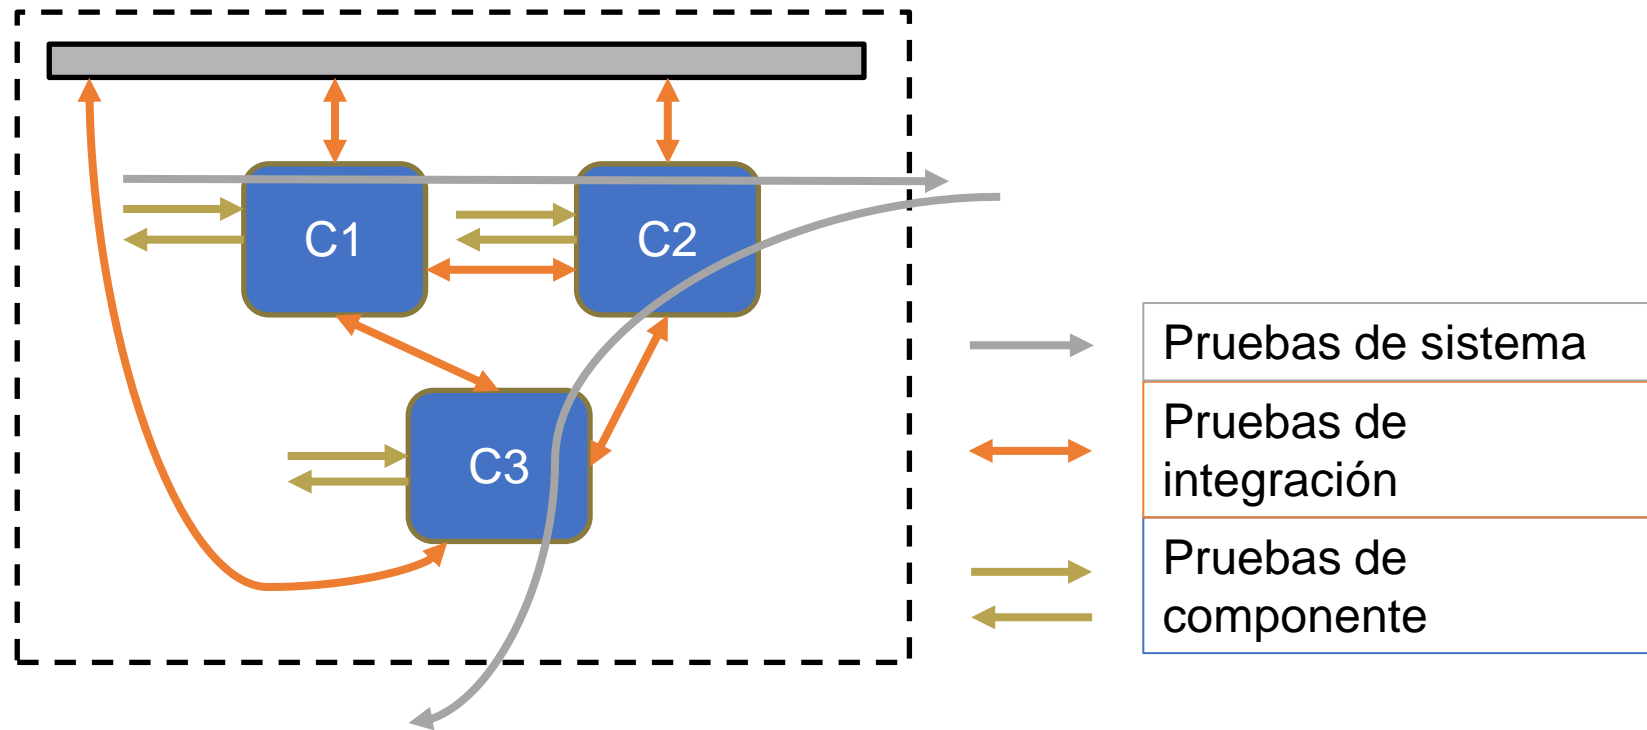 C1
C2
C3
Pruebas de sistema
Pruebas de
integración
Pruebas de
componente